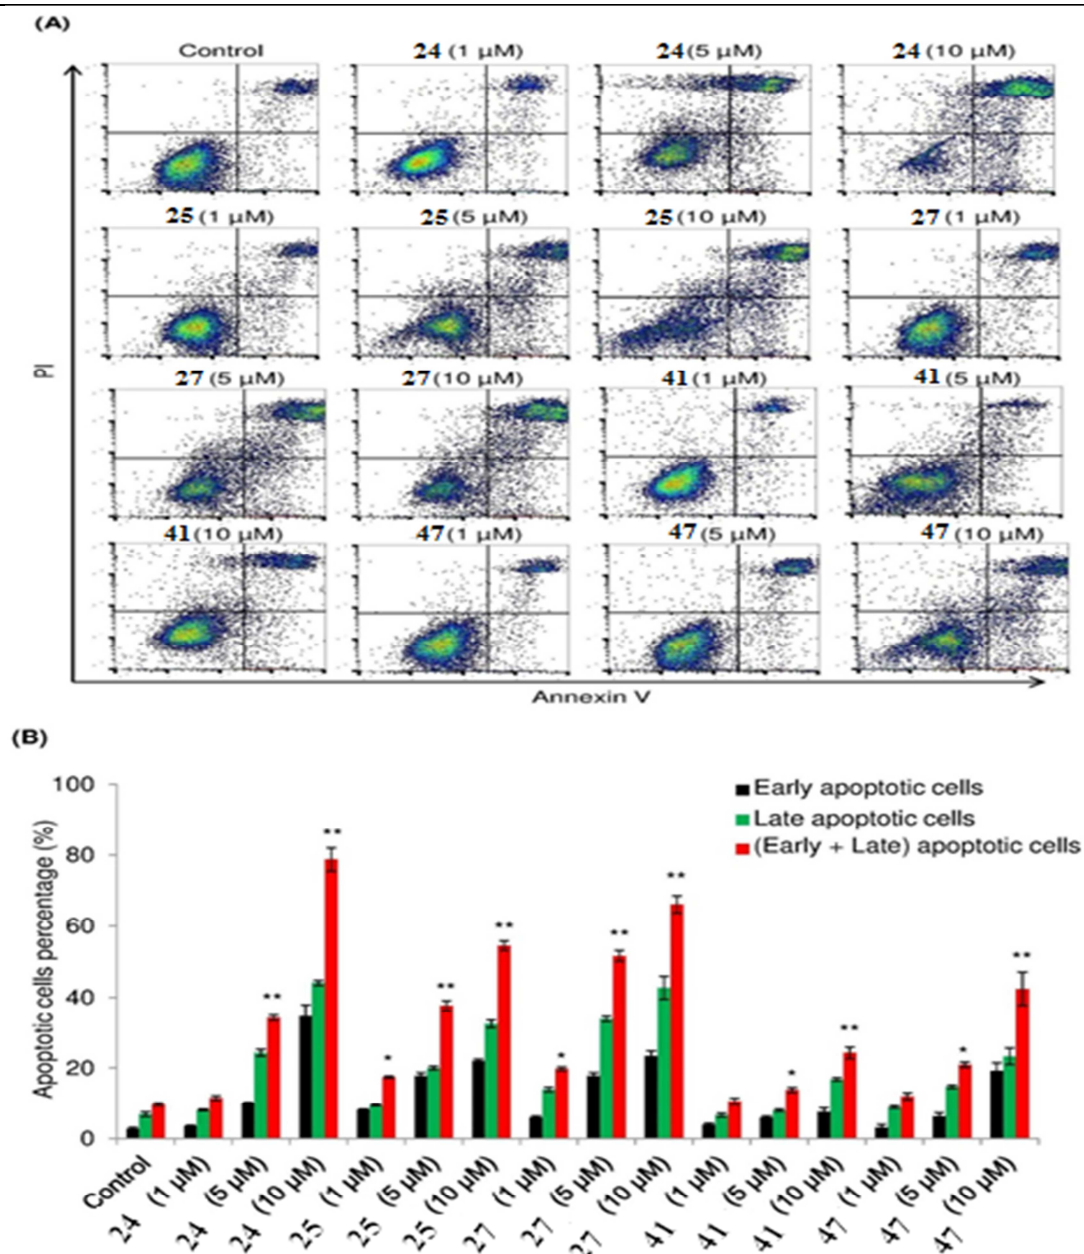 (A)
Control 24 (1 µM) 24 (5 µM) 24 (10 µM)
25 (1 µM) 25 (5 µM) 25 (10 µM) 27 (1 µM)
27 (5 µM) 27 (10 µM) 41 (1 µM) 41 (5 µM)
41 (10 µM) 47 (1 µM) 47 (5 µM) 47 (10 µM)
PI
Annexin V
(B)
Apoptotic cells percentage (%)
100
80
60
40
20
0
Early apoptotic cells
Late apoptotic cells
(Early + Late) apoptotic cells
** ** * ** ** * ** ** * ** * **
Control
24 (1 µM)
24 (5 µM)
24 (10 µM)
25 (1 µM)
25 (5 µM)
25 (10 µM)
27 (1 µM)
27 (5 µM)
27 (10 µM)
41 (1 µM)
41 (5 µM)
41 (10 µM)
47 (1 µM)
47 (5 µM)
47 (10 µM)